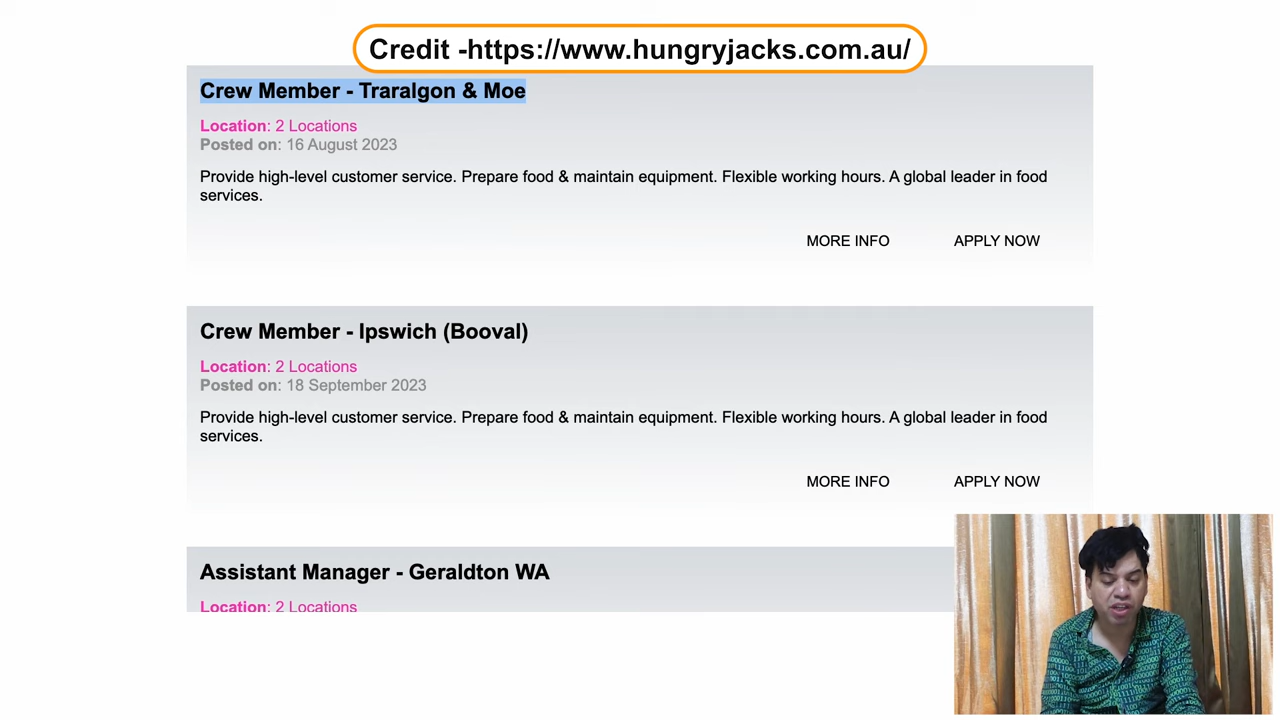 Credit -https://www.hungryjacks.com.au/
Crew Member - Traralgon & Moe
Location: 2 Locations
Posted on: 16 August 2023
Provide high-level customer service. Prepare food & maintain equipment. Flexible working hours. A global leader in food
services.
MORE INFO APPLY NOW
Crew Member - Ipswich (Booval)
Location: 2 Locations
Posted on: 18 September 2023
Provide high-level customer service. Prepare food & maintain equipment. Flexible working hours. A global leader in food
services.
MORE INFO APPLY NOW
Assistant Manager - Geraldton WA
Location: 2 Locations